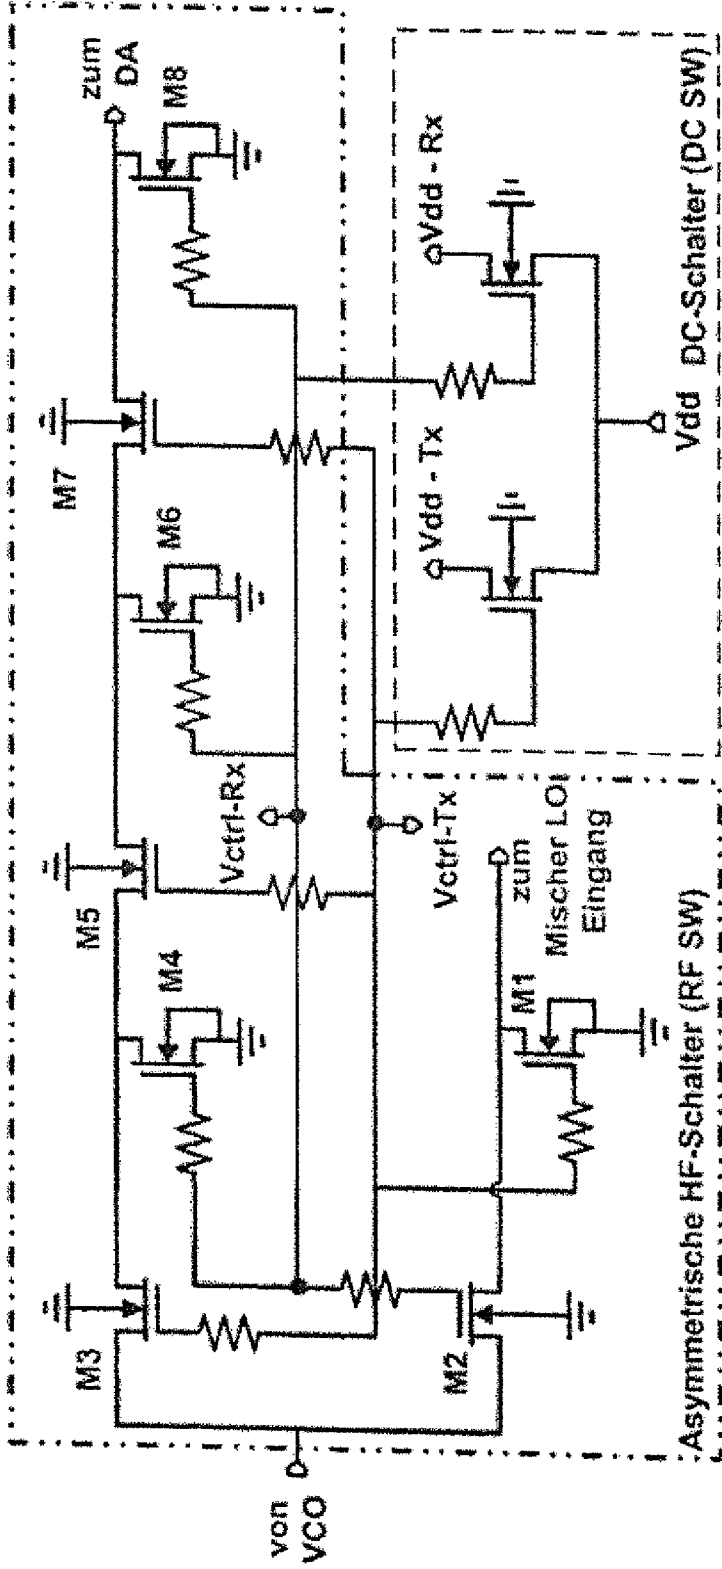 zum
DA
M8
M7
M6
M5
M4
M3
Vctrl-Rx
Vctrl-Tx
Vdd - Rx
Vdd - Tx
Vdd
DC-Schalter (DC SW)
zum
Mischer LO
Eingang
M1
M2
von
VCO
Asymmetrische HF-Schalter (RF SW)